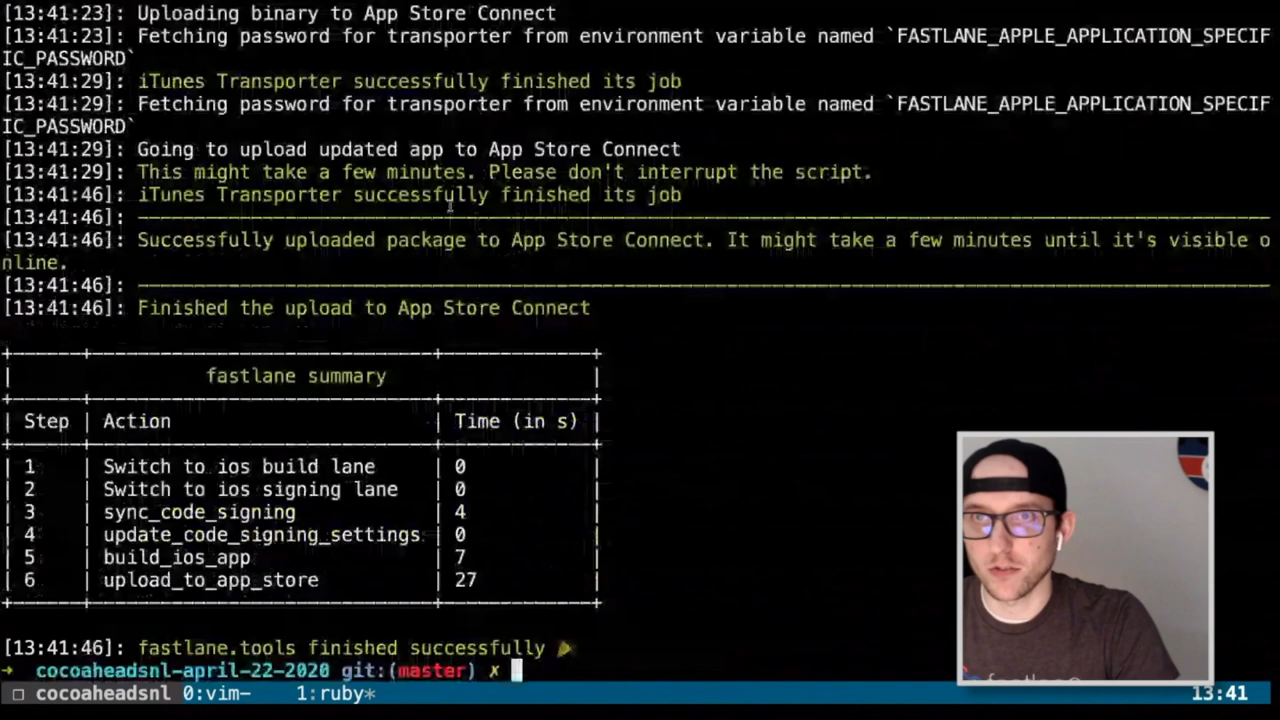 [13:41:23]: Uploading binary to App Store Connect
[13:41:23]: Fetching password for transporter from environment variable named `FASTLANE_APPLE_APPLICATION_SPECIF
IC_PASSWORD`
[13:41:29]: iTunes Transporter successfully finished its job
[13:41:29]: Fetching password for transporter from environment variable named `FASTLANE_APPLE_APPLICATION_SPECIF
IC_PASSWORD`
[13:41:29]: Going to upload updated app to App Store Connect
[13:41:29]: This might take a few minutes. Please don't interrupt the script.
[13:41:46]: iTunes Transporter successfully finished its job
[13:41:46]: ----------------------------------------------------------------------------------------------------
[13:41:46]: Successfully uploaded package to App Store Connect. It might take a few minutes until it's visible o
nline.
[13:41:46]: ----------------------------------------------------------------------------------------------------
[13:41:46]: Finished the upload to App Store Connect
fastlane summary
| Step | Action | Time (in s) |
| 1 | Switch to ios build lane | 0 |
| 2 | Switch to ios signing lane | 0 |
| 3 | sync_code_signing | 4 |
| 4 | update_code_signing_settings | 0 |
| 5 | build_ios_app | 7 |
| 6 | upload_to_app_store | 27 |
[13:41:46]: fastlane.tools finished successfully 🎉
→ cocoaheadsnl-april-22-2020 git:(master) ✗
□ cocoaheadsnl 0:vim- 1:ruby* 13:41